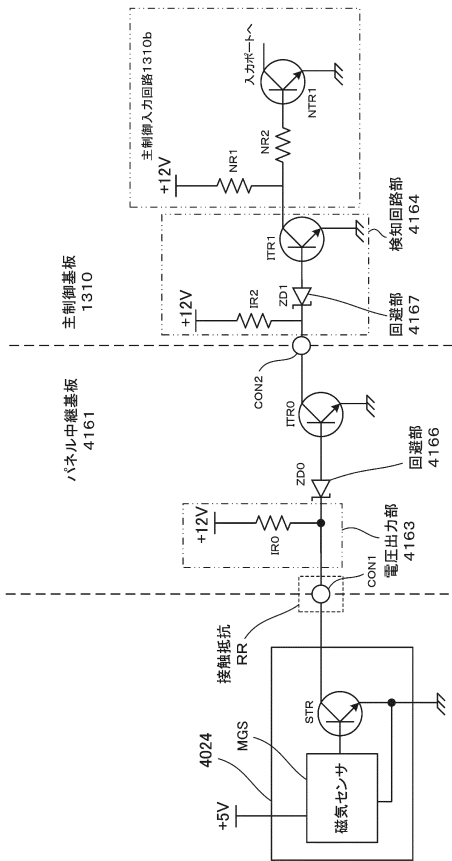 パネル中継基板
4161
主制御基板
1310
主制御入力回路1310b
入力ポートへ
+12V
NR1
NR2
NTR1
+12V
IR2
ITR1
ZD1
検知回路部
4164
回避部
4167
CON2
ITR0
ZD0
回避部
4166
+12V
IR0
電圧出力部
4163
CON1
接触抵抗
RR
4024
MGS
STR
+5V
磁気センサ